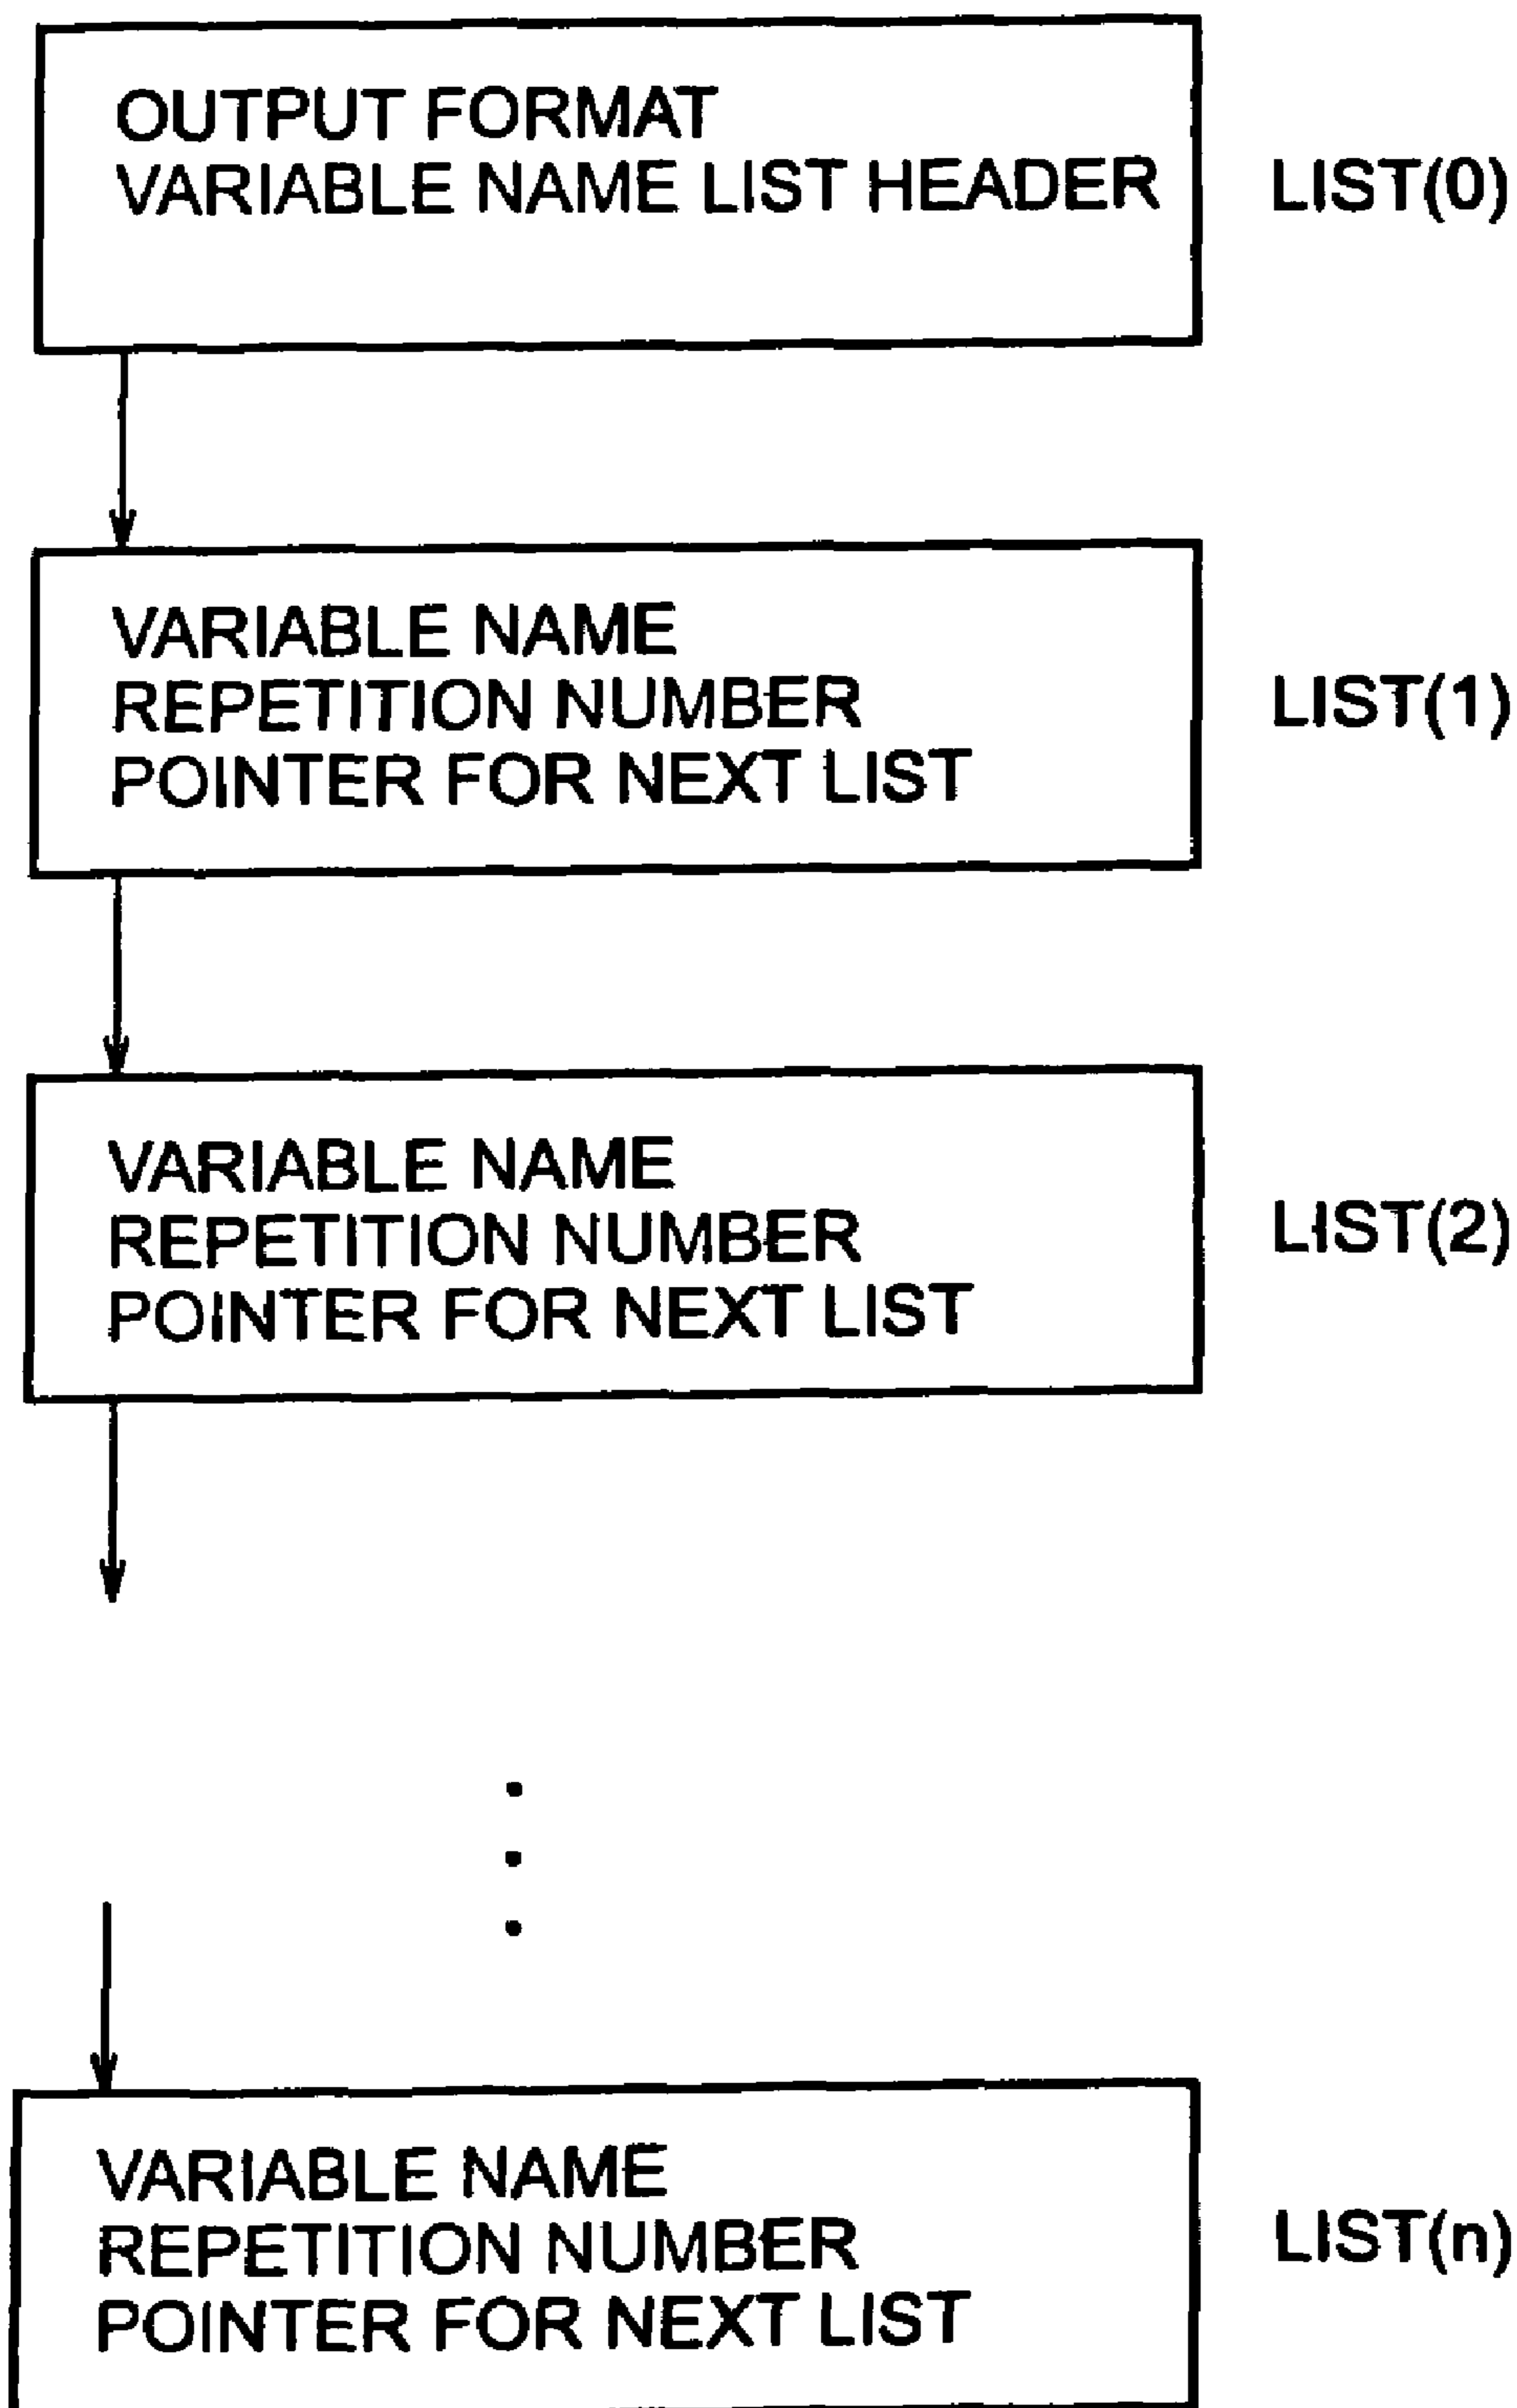 OUTPUT FORMAT
VARIABLE NAME LIST HEADER
LIST(0)
VARIABLE NAME
REPETITION NUMBER
POINTER FOR NEXT LIST
LIST(1)
VARIABLE NAME
REPETITION NUMBER
POINTER FOR NEXT LIST
LIST(2)
VARIABLE NAME
REPETITION NUMBER
POINTER FOR NEXT LIST
LIST(n)